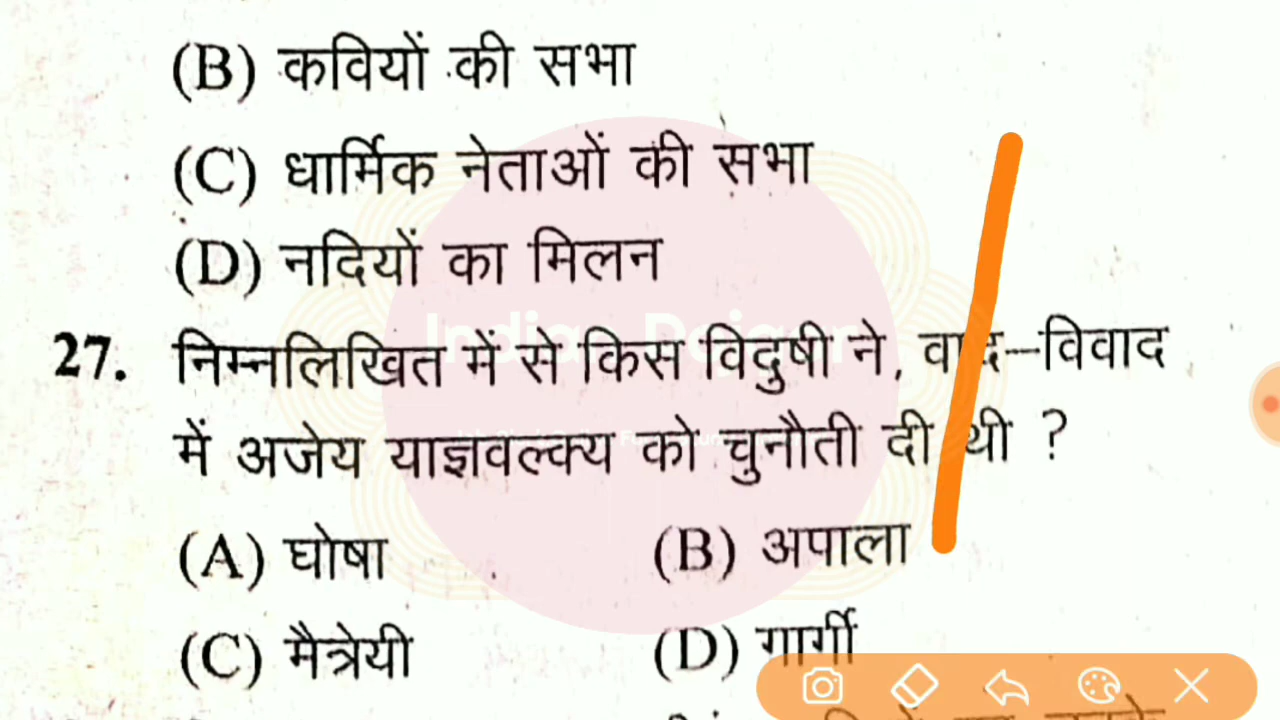 (B) कवियों की सभा
(C) धार्मिक नेताओं की सभा
(D) नदियों का मिलन
27. निम्नलिखित में से किस विदुषी ने, वाद-विवाद
में अजेय याज्ञवल्क्य को चुनौती दी थी ?
(A) घोषा (B) अपाला
(C) मैत्रेयी (D) गार्गी